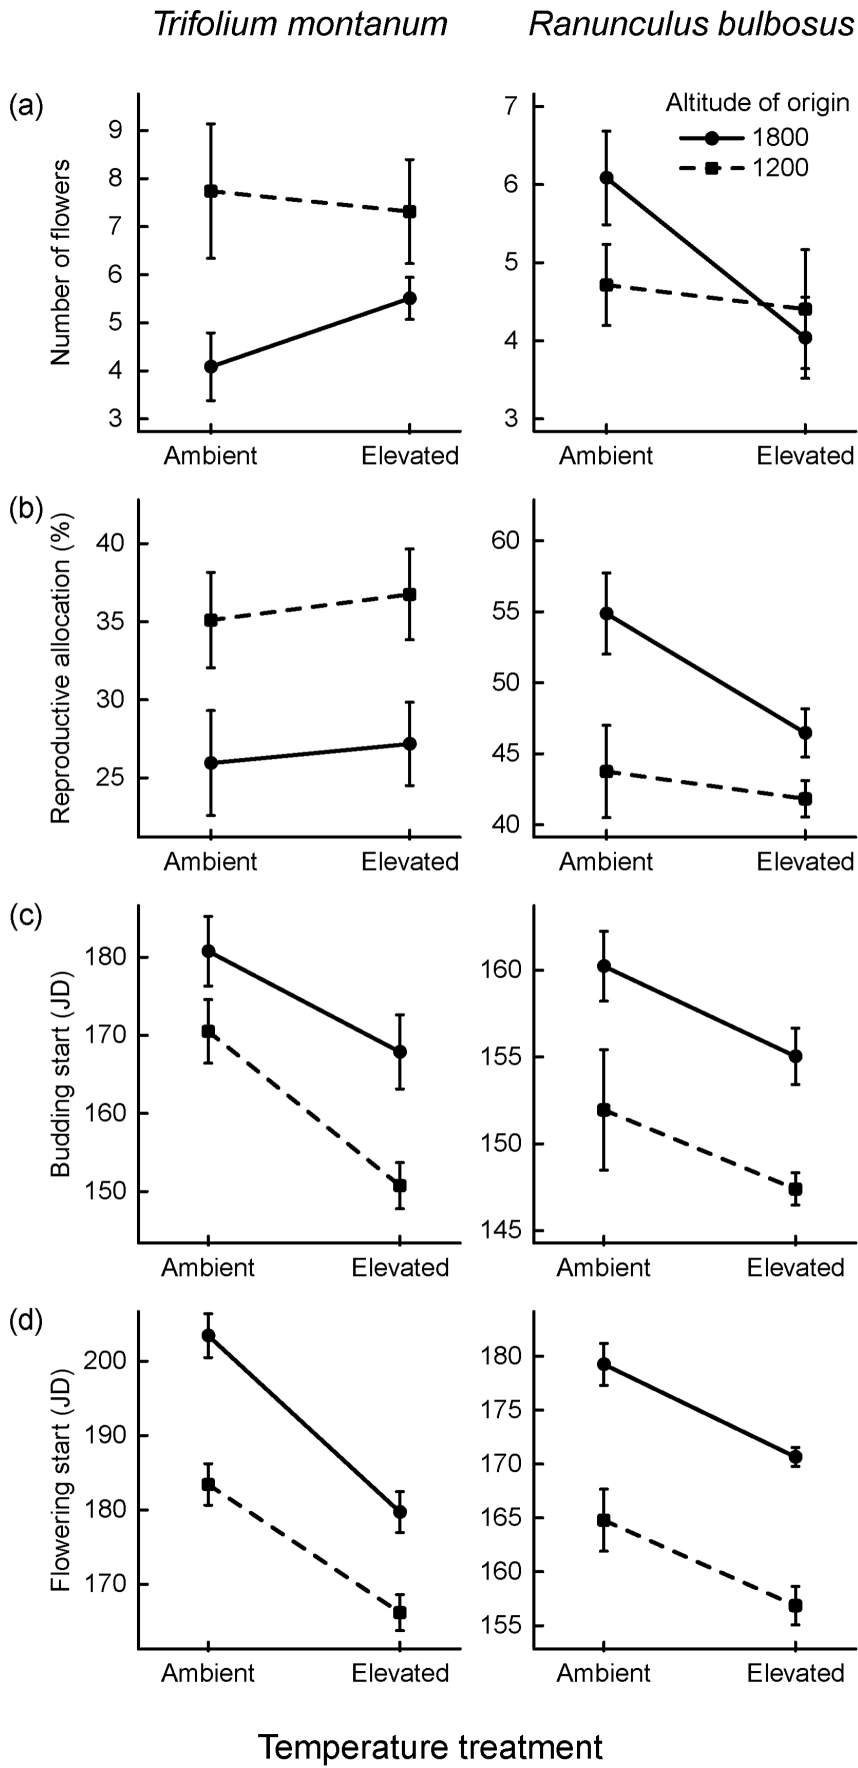 Trifolium montanum
Ranunculus bulbosus
(a)
Number of flowers
9
8
7
6
5
4
3
Ambient
Elevated
7
6
5
4
3
Altitude of origin
1800
1200
Ambient
Elevated
(b)
Reproductive allocation (%)
40
35
30
25
Ambient
Elevated
60
55
50
45
40
Ambient
Elevated
(c)
Budding start (JD)
180
170
160
150
Ambient
Elevated
160
155
150
145
Ambient
Elevated
(d)
Flowering start (JD)
200
190
180
170
Ambient
Elevated
180
175
170
165
160
155
Ambient
Elevated
Temperature treatment